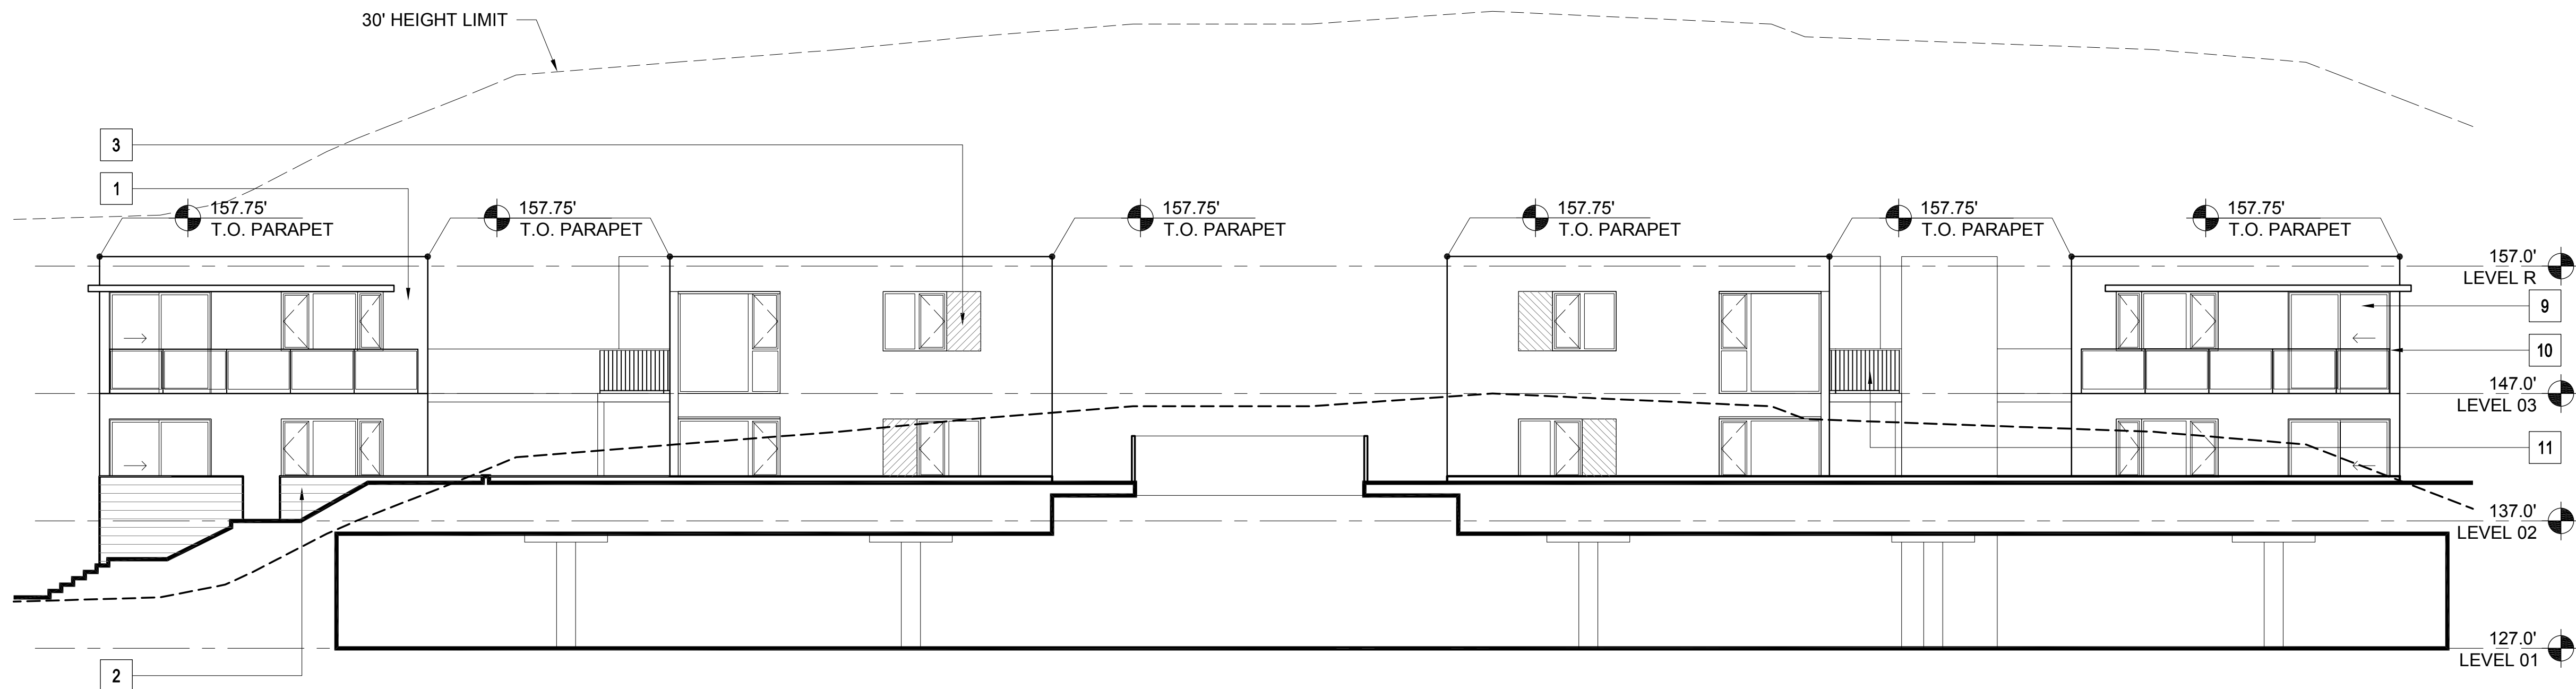 30' HEIGHT LIMIT
3
1
157.75'
T.O. PARAPET
157.75'
T.O. PARAPET
157.75'
T.O. PARAPET
157.75'
T.O. PARAPET
157.75'
T.O. PARAPET
157.75'
T.O. PARAPET
157.0'
LEVEL R
9
10
147.0'
LEVEL 03
11
137.0'
LEVEL 02
127.0'
LEVEL 01
2